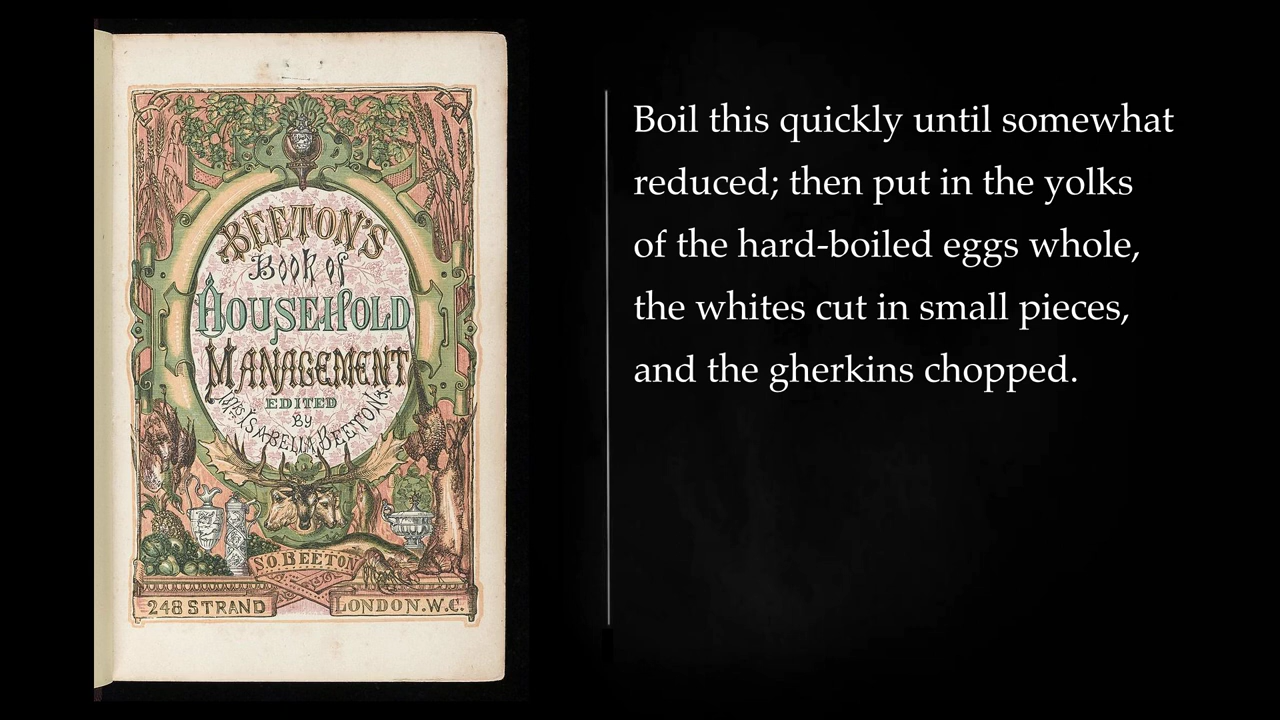 BEETON'S
Book of
HOUSEHOLD
MANAGEMENT
EDITED
BY
MRS ISABELLA BEETON.
S.O. BEETON
248 STRAND
LONDON. W.C.
Boil this quickly until somewhat
reduced; then put in the yolks
of the hard-boiled eggs whole,
the whites cut in small pieces,
and the gherkins chopped.